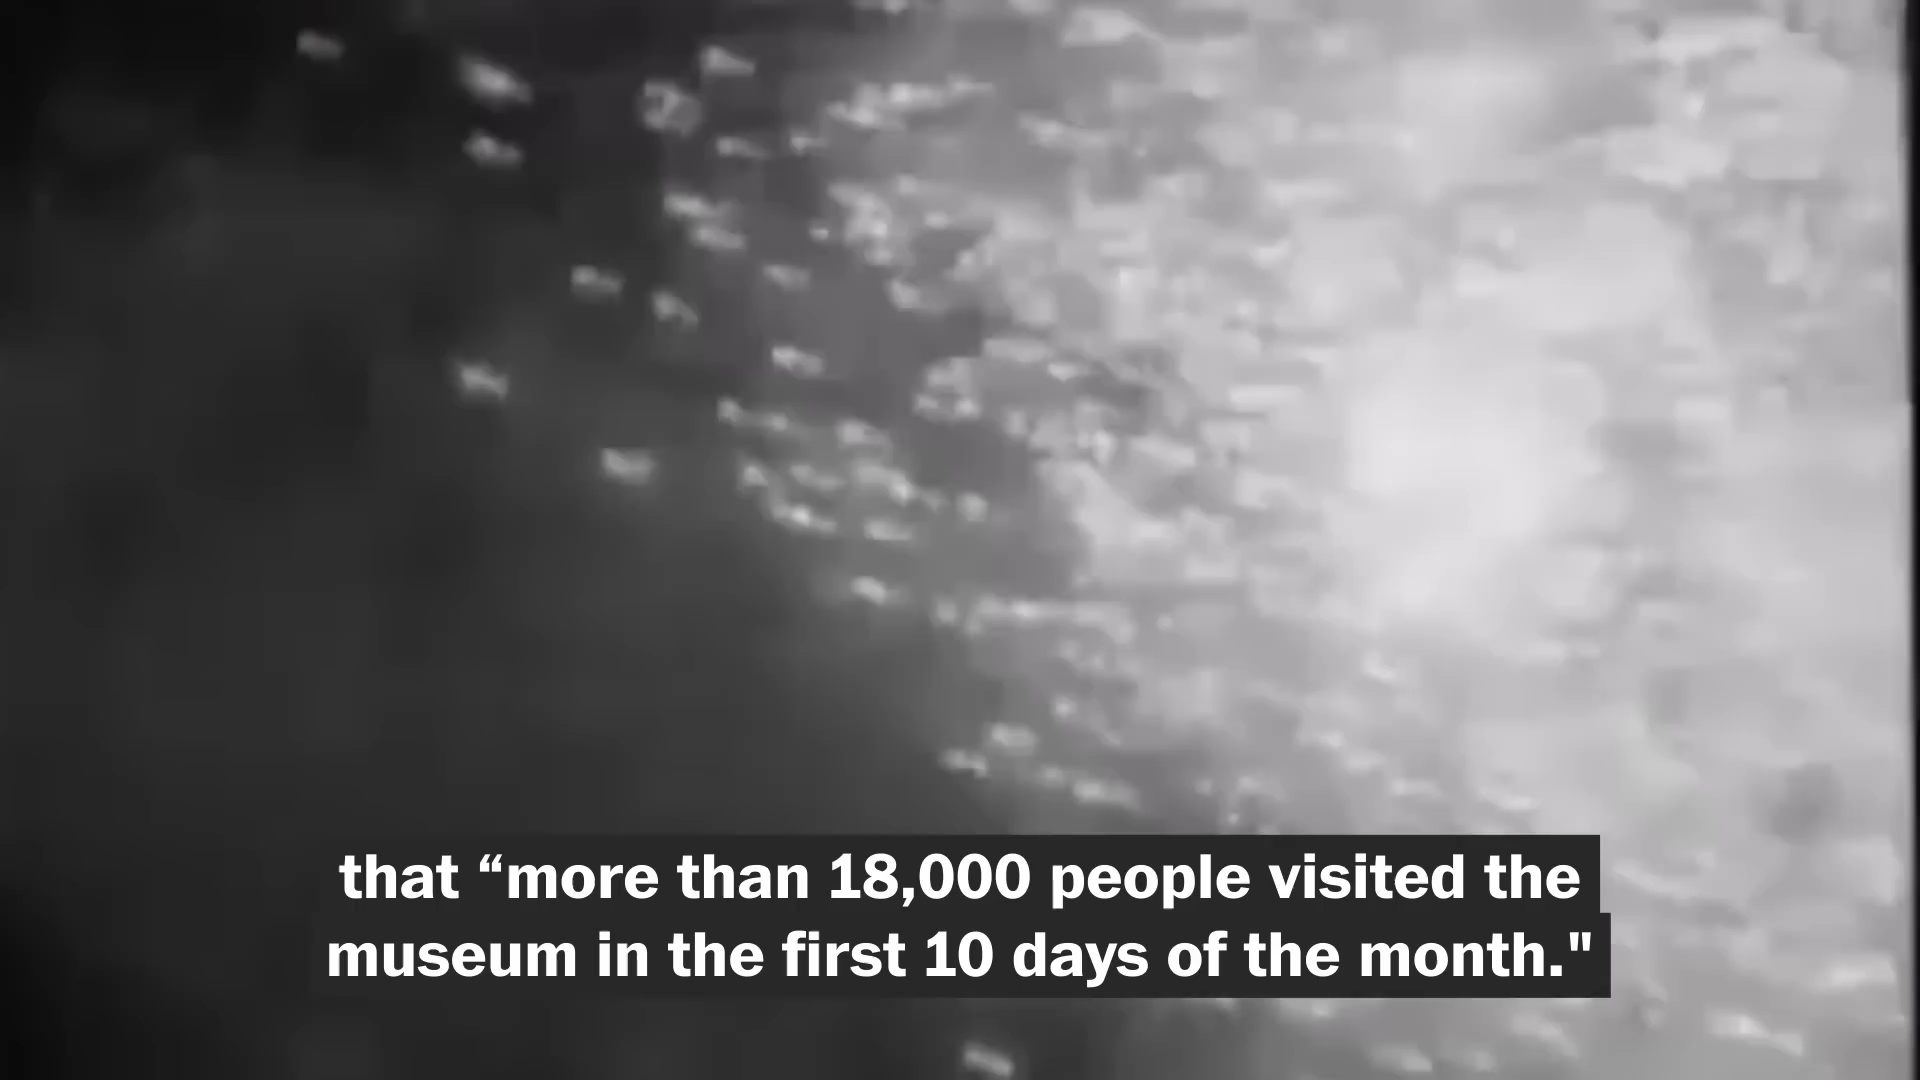 that “more than 18,000 people visited the
museum in the first 10 days of the month."